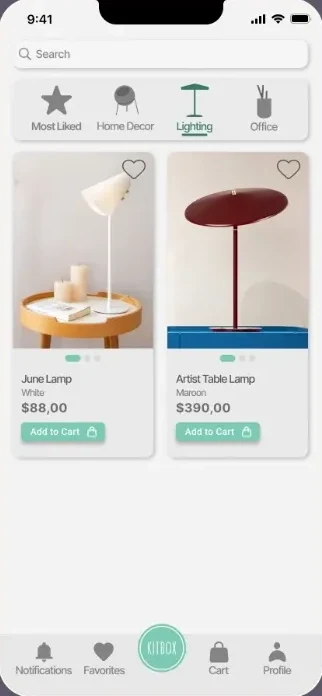 9:41
Search
Most Liked
Home Decor
Lighting
Office
June Lamp
White
$88,00
Add to Cart
Artist Table Lamp
Maroon
$390,00
Add to Cart
Notifications
Favorites
KITBOX
Cart
Profile